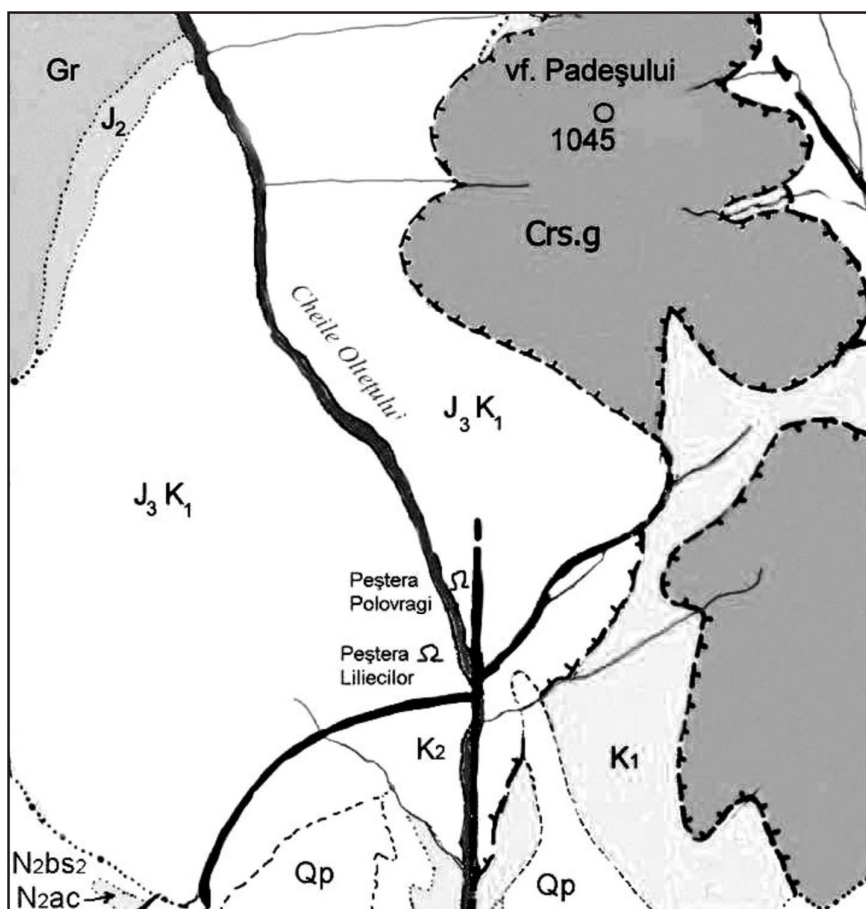 Gr
vf. Padeşului
1045
J2
Crs.g
Cheile Olteţului
J3 K1
J3 K1
Peştera
Polovragi
Ω
Peştera
Liliecilor
Ω
K2
K1
N2bs2
N2ac
Qp
Qp